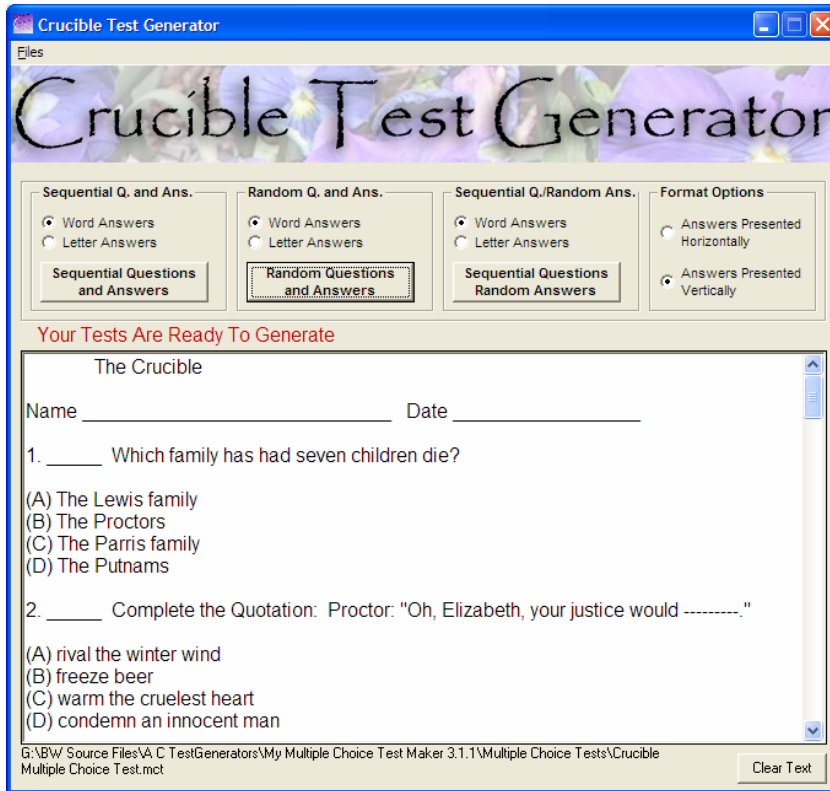 Crucible Test Generator
Files
Crucible Test Generator
Sequential Q. and Ans.
Word Answers
Letter Answers
Sequential Questions
and Answers
Random Q. and Ans.
Word Answers
Letter Answers
Random Questions
and Answers
Sequential Q./Random Ans.
Word Answers
Letter Answers
Sequential Questions
Random Answers
Format Options
Answers Presented
Horizontally
Answers Presented
Vertically
Your Tests Are Ready To Generate
The Crucible
Name ______________________________ Date __________________
1. _____ Which family has had seven children die?
(A) The Lewis family
(B) The Proctors
(C) The Parris family
(D) The Putnams
2. _____ Complete the Quotation: Proctor: "Oh, Elizabeth, your justice would ---------."
(A) rival the winter wind
(B) freeze beer
(C) warm the cruelest heart
(D) condemn an innocent man
G:\BW Source Files\A C TestGenerators\My Multiple Choice Test Maker 3.1.1\Multiple Choice Tests\Crucible
Multiple Choice Test.mct
Clear Text